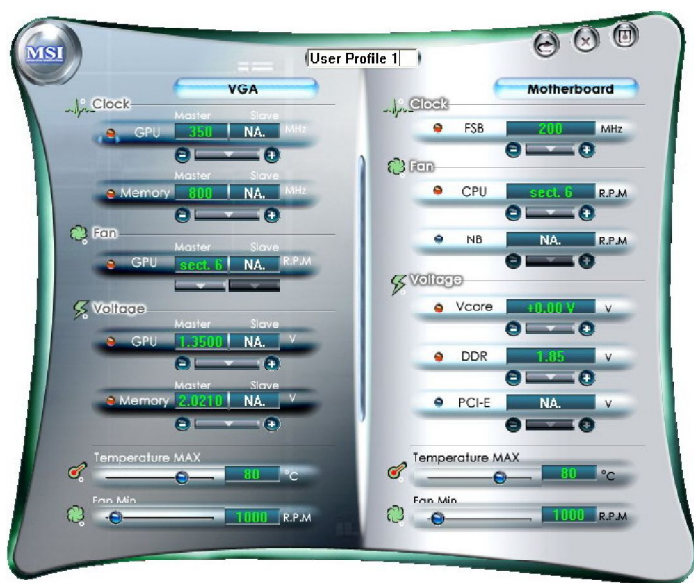 MSI
User Profile 1
VGA
Clock
Master Slave
GPU 350 NA. MHz
Memory 800 NA. MHz
Fan
Master Slave
GPU sect. 6 NA. R.P.M
Voltage
Master Slave
GPU 1.3500 NA. V
Master Slave
Memory 2.0210 NA. V
Temperature MAX
80 °C
Fan Min
1000 R.P.M
Motherboard
Clock
FSB 200 MHz
Fan
CPU sect. 6 R.P.M
NB NA. R.P.M
Voltage
Vcore +0.00 V V
DDR 1.85 V
PCI-E NA. V
Temperature MAX
80 °C
Fan Min
1000 R.P.M